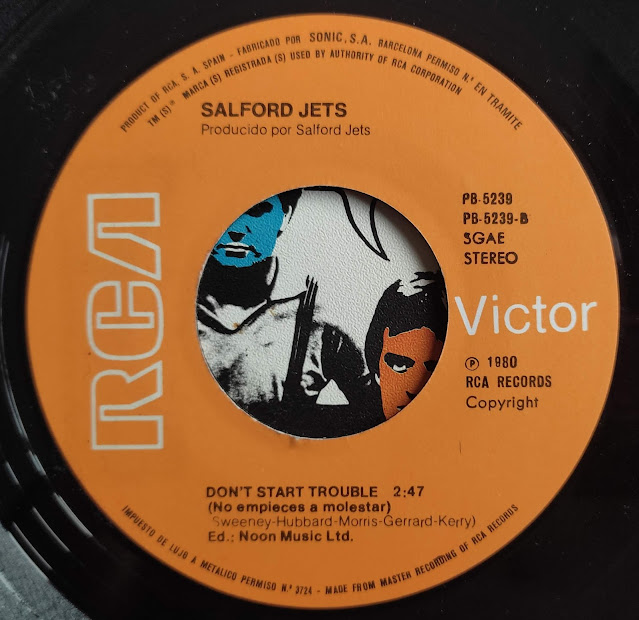 PRODUCT OF RCA, S. A. SPAIN - FABRICADO POR SONIC, S.A. BARCELONA PERMISO N.º EN TRAMITE
TM (S) = MARCA (S) REGISTRADA (S) USED BY AUTHORITY OF RCA CORPORATION
SALFORD JETS
Producido por Salford Jets
PB-5239
PB-5239-B
SGAE
STEREO
RCA
Victor
Ⓟ 1980
RCA RECORDS
Copyright
DON'T START TROUBLE 2:47
(No empieces a molestar)
Sweeney-Hubbard-Morris-Gerrard-Kerry)
Ed.: Noon Music Ltd.
IMPUESTO DE LUJO A METALICO PERMISO N.º 3724 - MADE FROM MASTER RECORDING OF RCA RECORDS